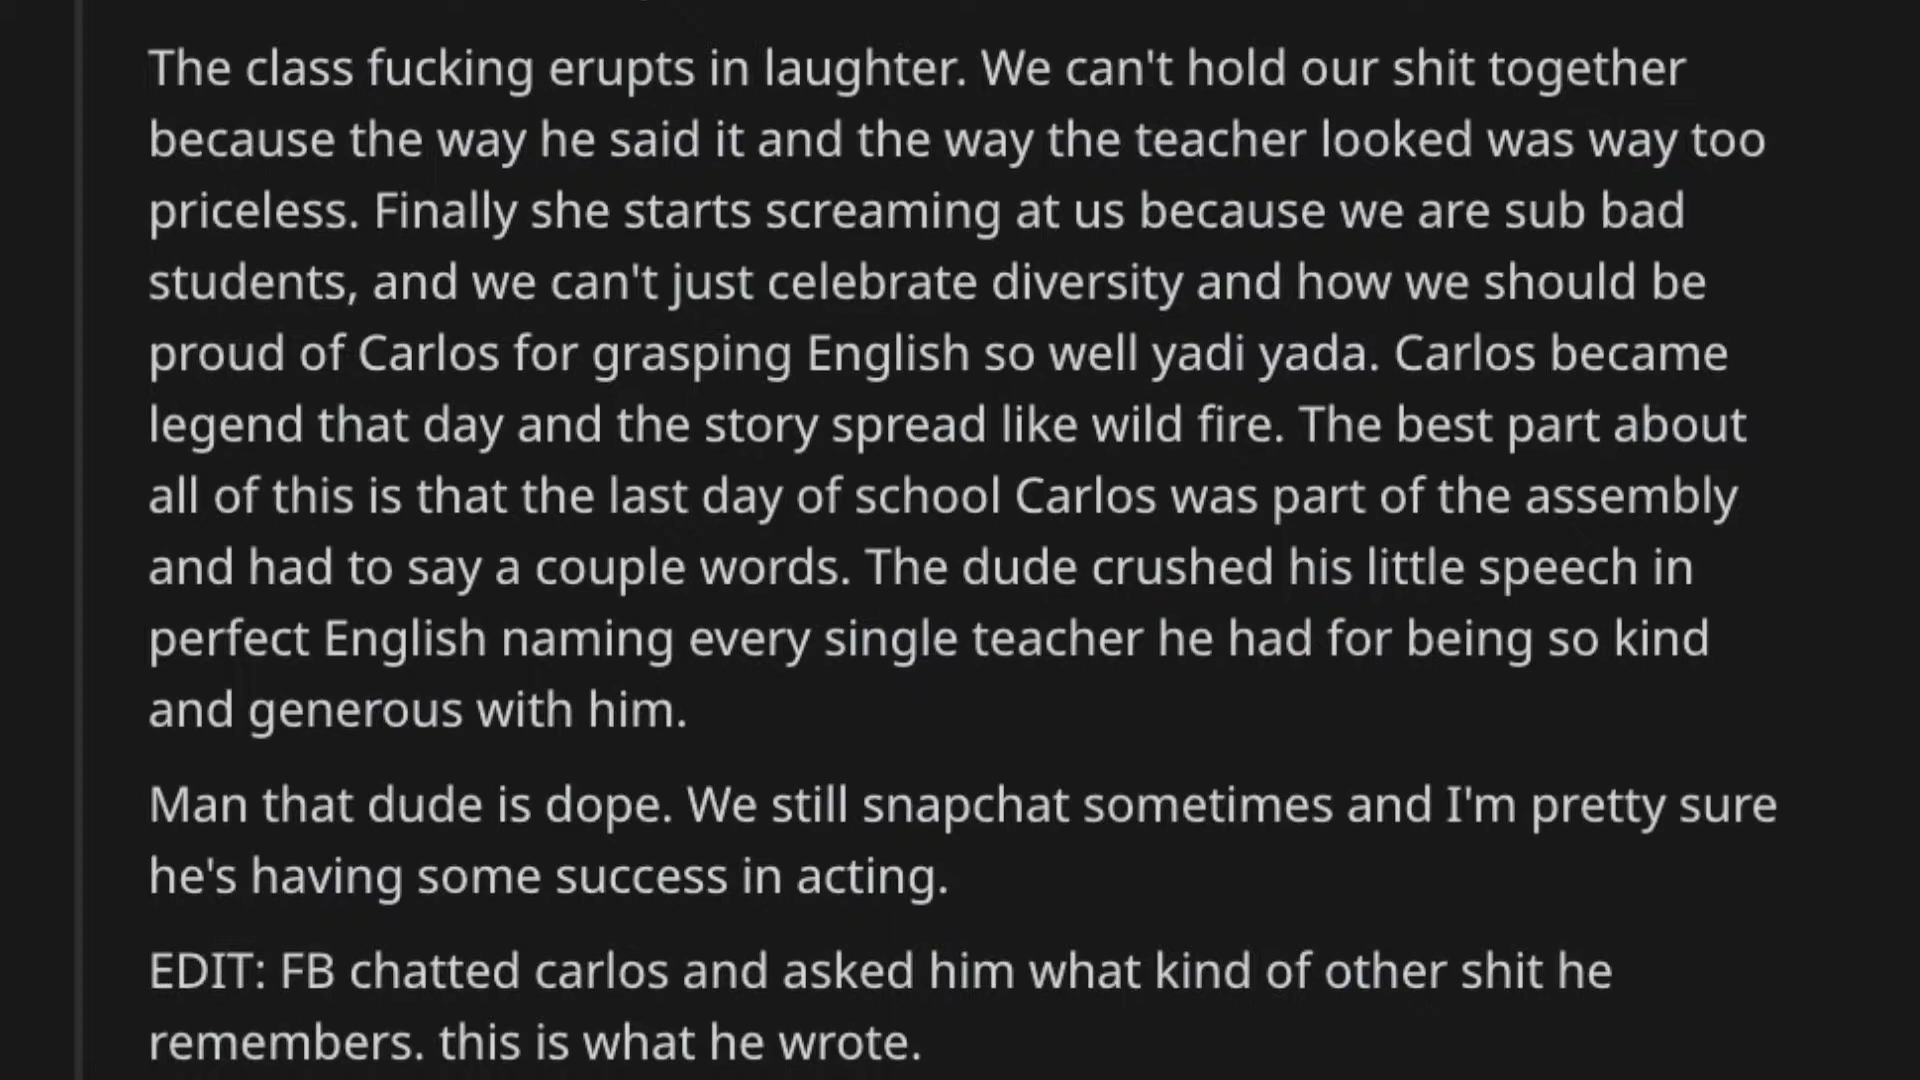 The class fucking erupts in laughter. We can't hold our shit together
because the way he said it and the way the teacher looked was way too
priceless. Finally she starts screaming at us because we are sub bad
students, and we can't just celebrate diversity and how we should be
proud of Carlos for grasping English so well yadi yada. Carlos became
legend that day and the story spread like wild fire. The best part about
all of this is that the last day of school Carlos was part of the assembly
and had to say a couple words. The dude crushed his little speech in
perfect English naming every single teacher he had for being so kind
and generous with him.
Man that dude is dope. We still snapchat sometimes and I'm pretty sure
he's having some success in acting.
EDIT: FB chatted carlos and asked him what kind of other shit he
remembers. this is what he wrote.